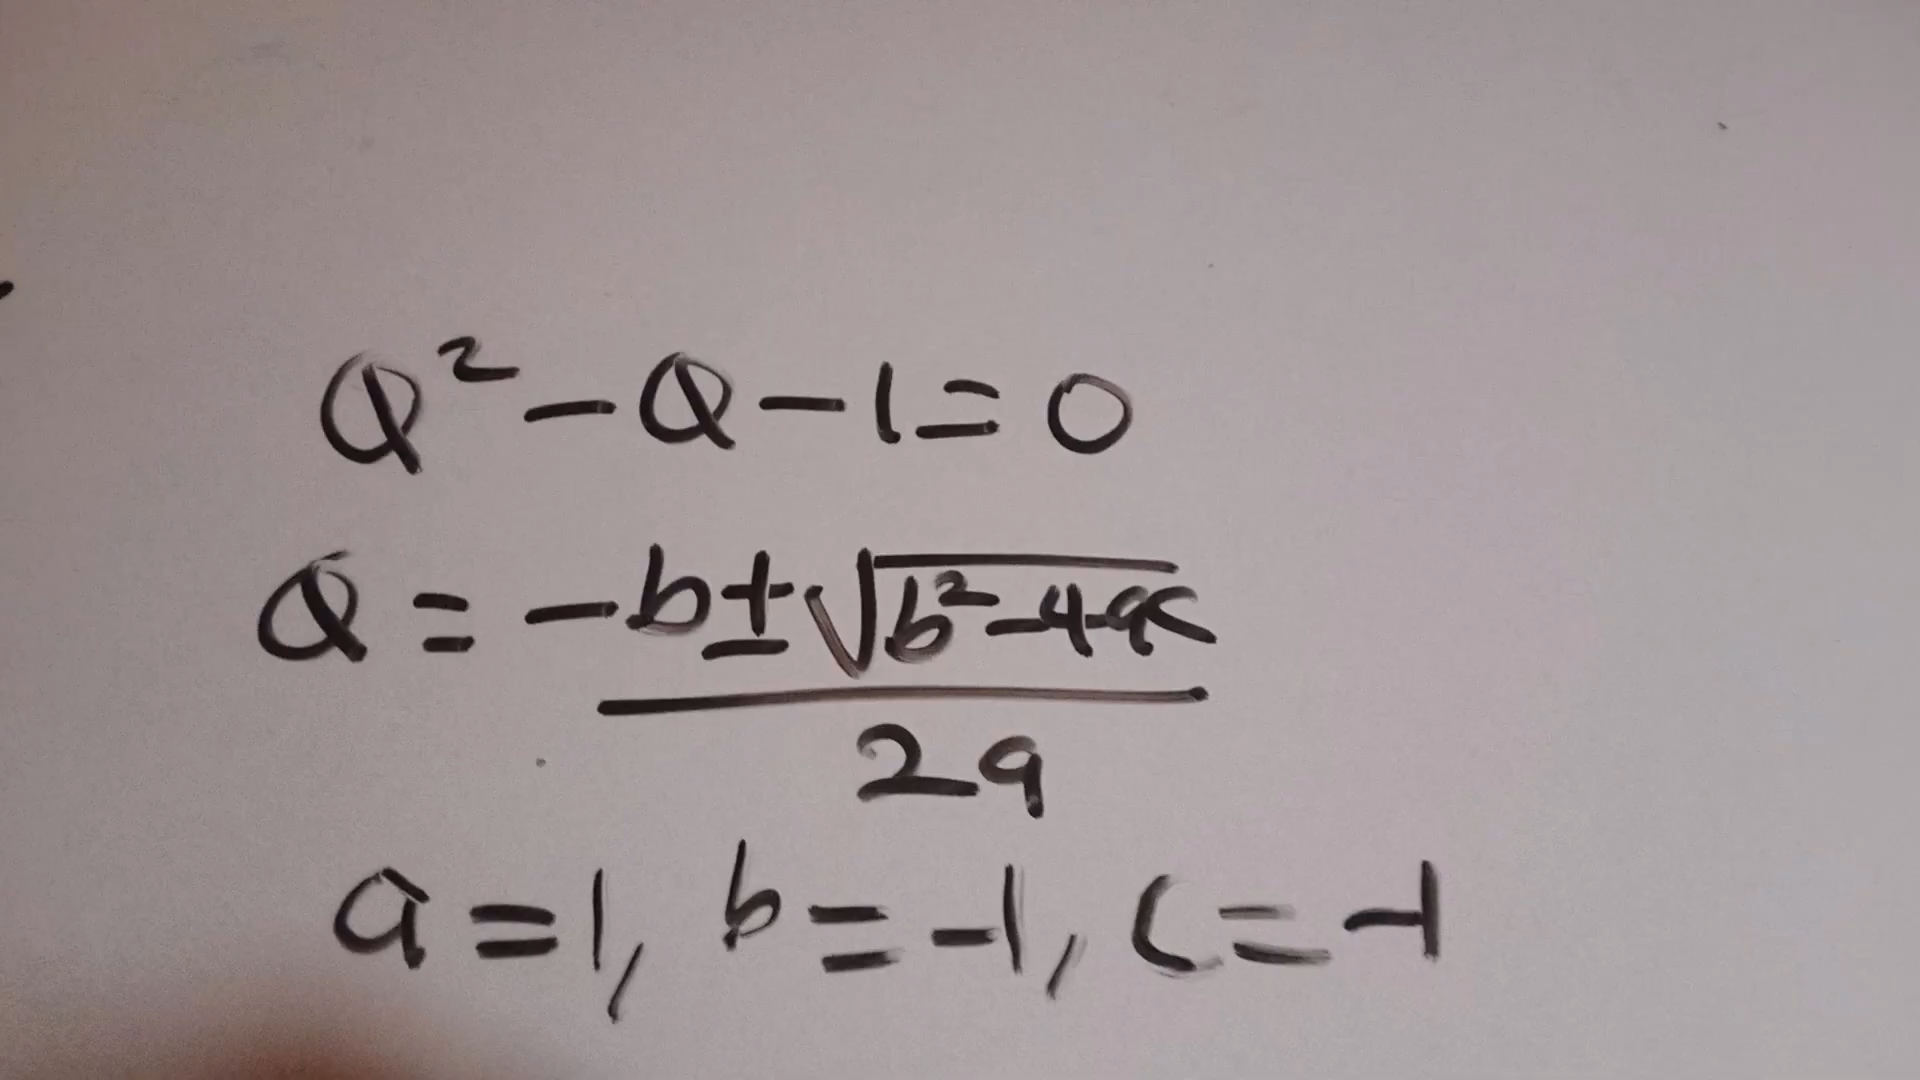 Q² - Q - 1 = 0
Q = -b ± √b² - 4ac
2a
a = 1, b = -1, c = -1